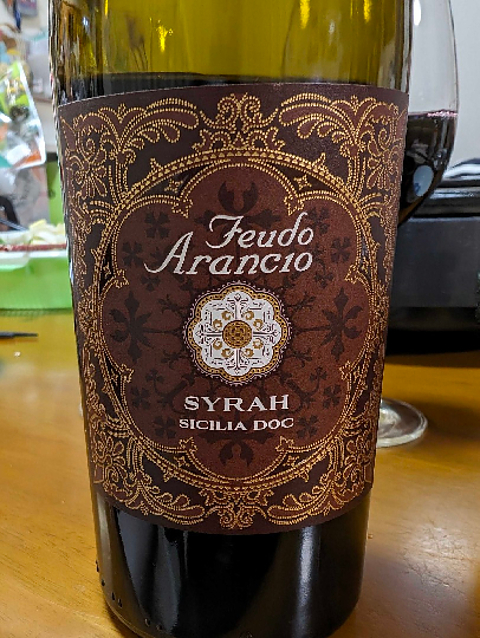 Feudo
Arancio
SYRAH
SICILIA DOC